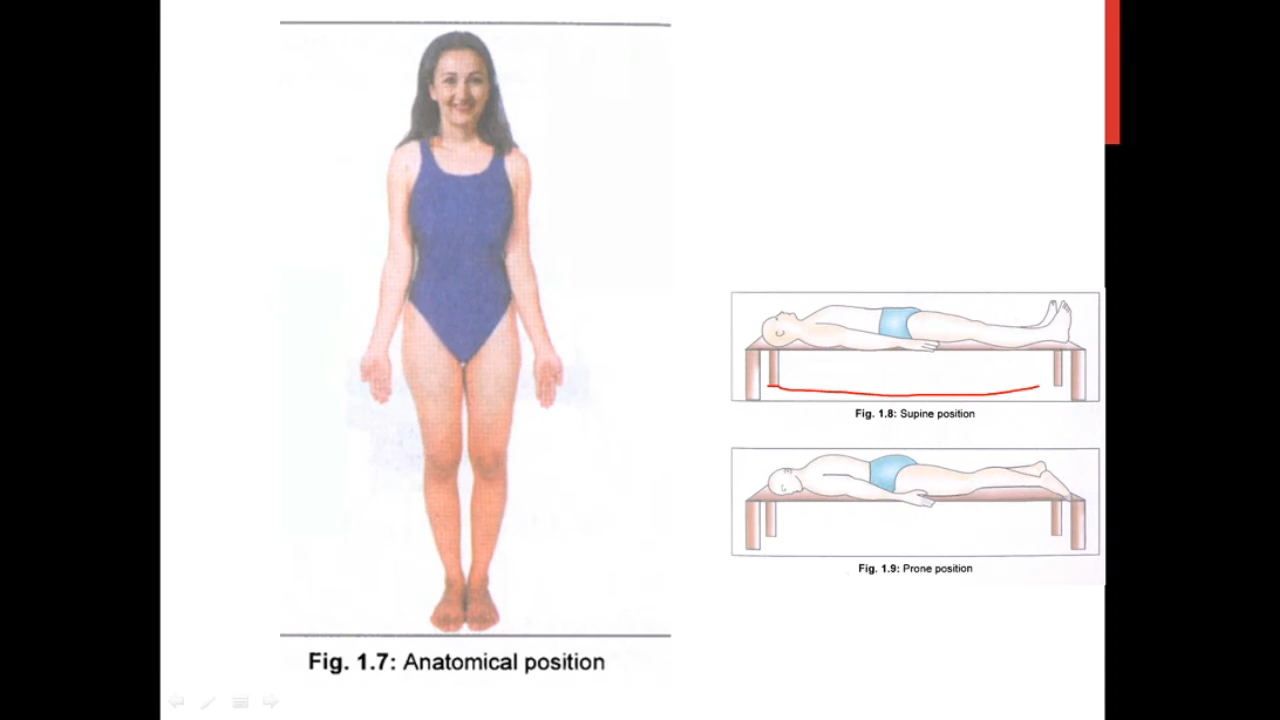 Fig. 1.7: Anatomical position
Fig. 1.8: Supine position
Fig. 1.9: Prone position